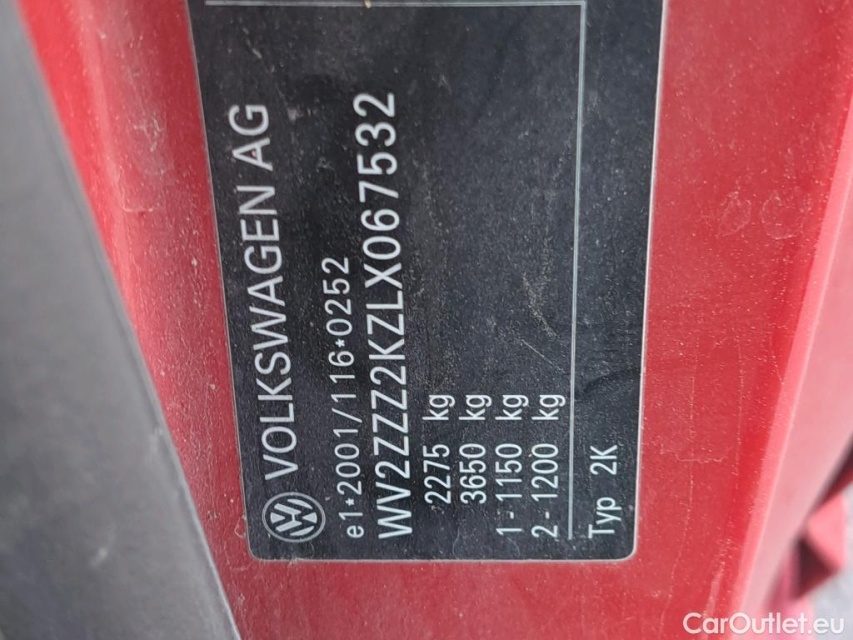 VOLKSWAGEN AG
e1*2001/116*0252
WV2ZZZ2KZLX067532
2275 kg
3650 kg
1-1150 kg
2-1200 kg
Typ 2K
CarOutlet.eu